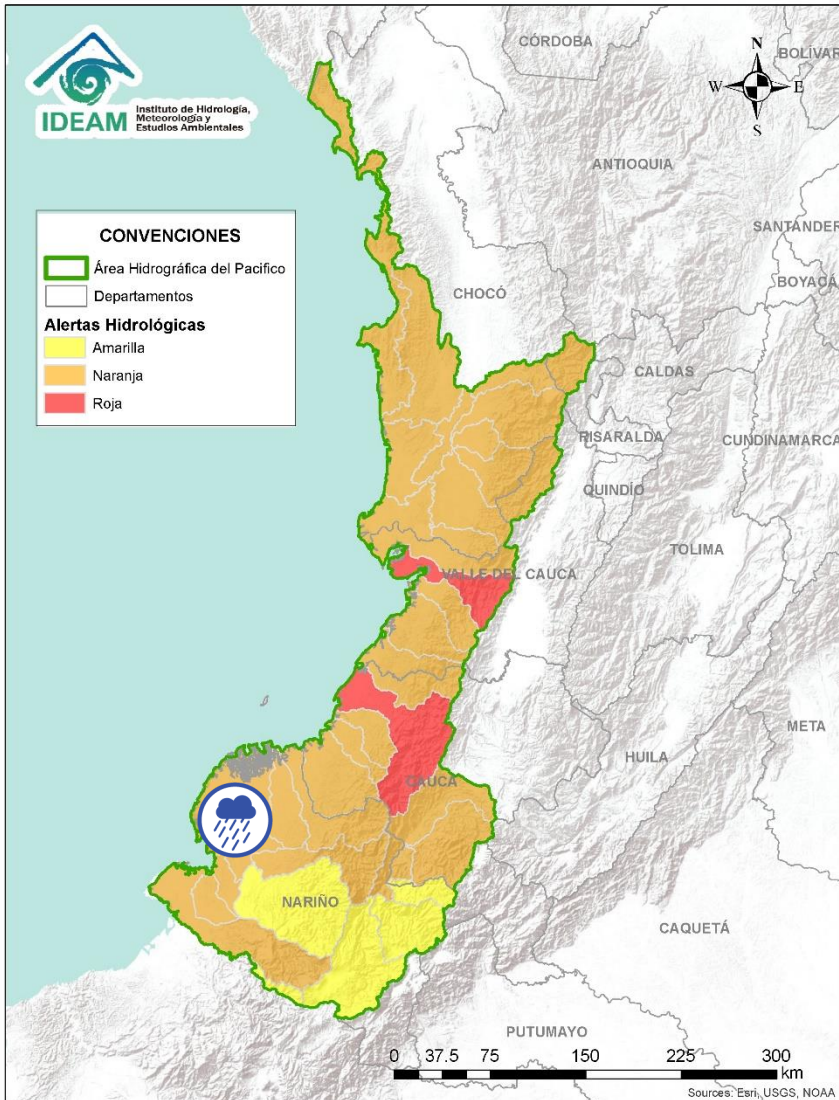 IDEAM
Instituto de Hidrología,
Meteorología y
Estudios Ambientales
CÓRDOBA
BOLÍVAR
N
W
E
S
ANTIOQUIA
SANTANDER
BOYACÁ
CONVENCIONES
Área Hidrográfica del Pacifico
Departamentos
Alertas Hidrológicas
Amarilla
Naranja
Roja
CHOCÓ
CALDAS
RISARALDA
CUNDINAMARCA
QUINDÍO
TOLIMA
VALLE DEL CAUCA
META
HUILA
CAUCA
NARIÑO
CAQUETÁ
PUTUMAYO
0 37.5 75 150 225 300
km
Sources: Esri, USGS, NOAA